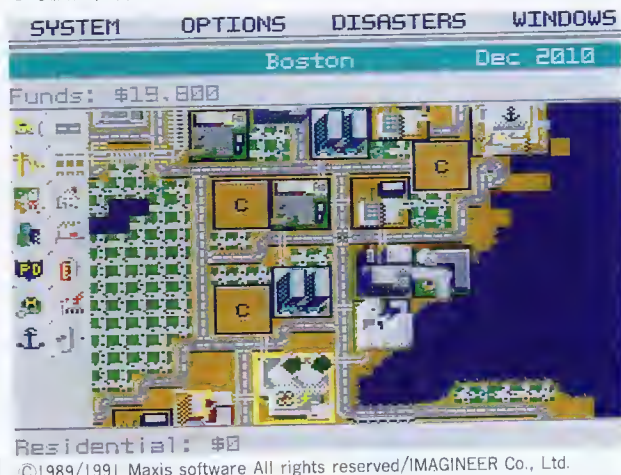 SYSTEM OPTIONS DISASTERS WINDOWS
Boston Dec 2010
Funds: $19,800
C
C
C
PD
Residential: $0
©1989/1991 Maxis software All rights reserved/IMAGINEER Co., Ltd.